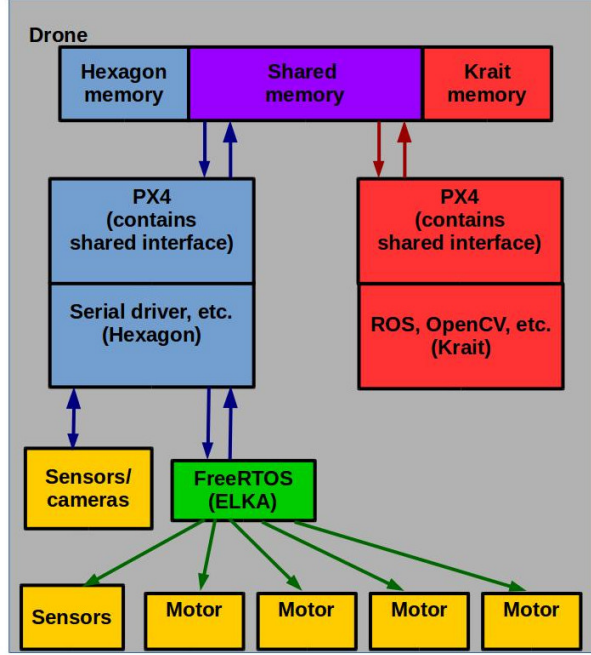 Drone
Hexagon
memory
Shared
memory
Krait
memory
PX4
(contains
shared interface)
PX4
(contains
shared interface)
Serial driver, etc.
(Hexagon)
ROS, OpenCV, etc.
(Krait)
Sensors/
cameras
FreeRTOS
(ELKA)
Sensors
Motor
Motor
Motor
Motor